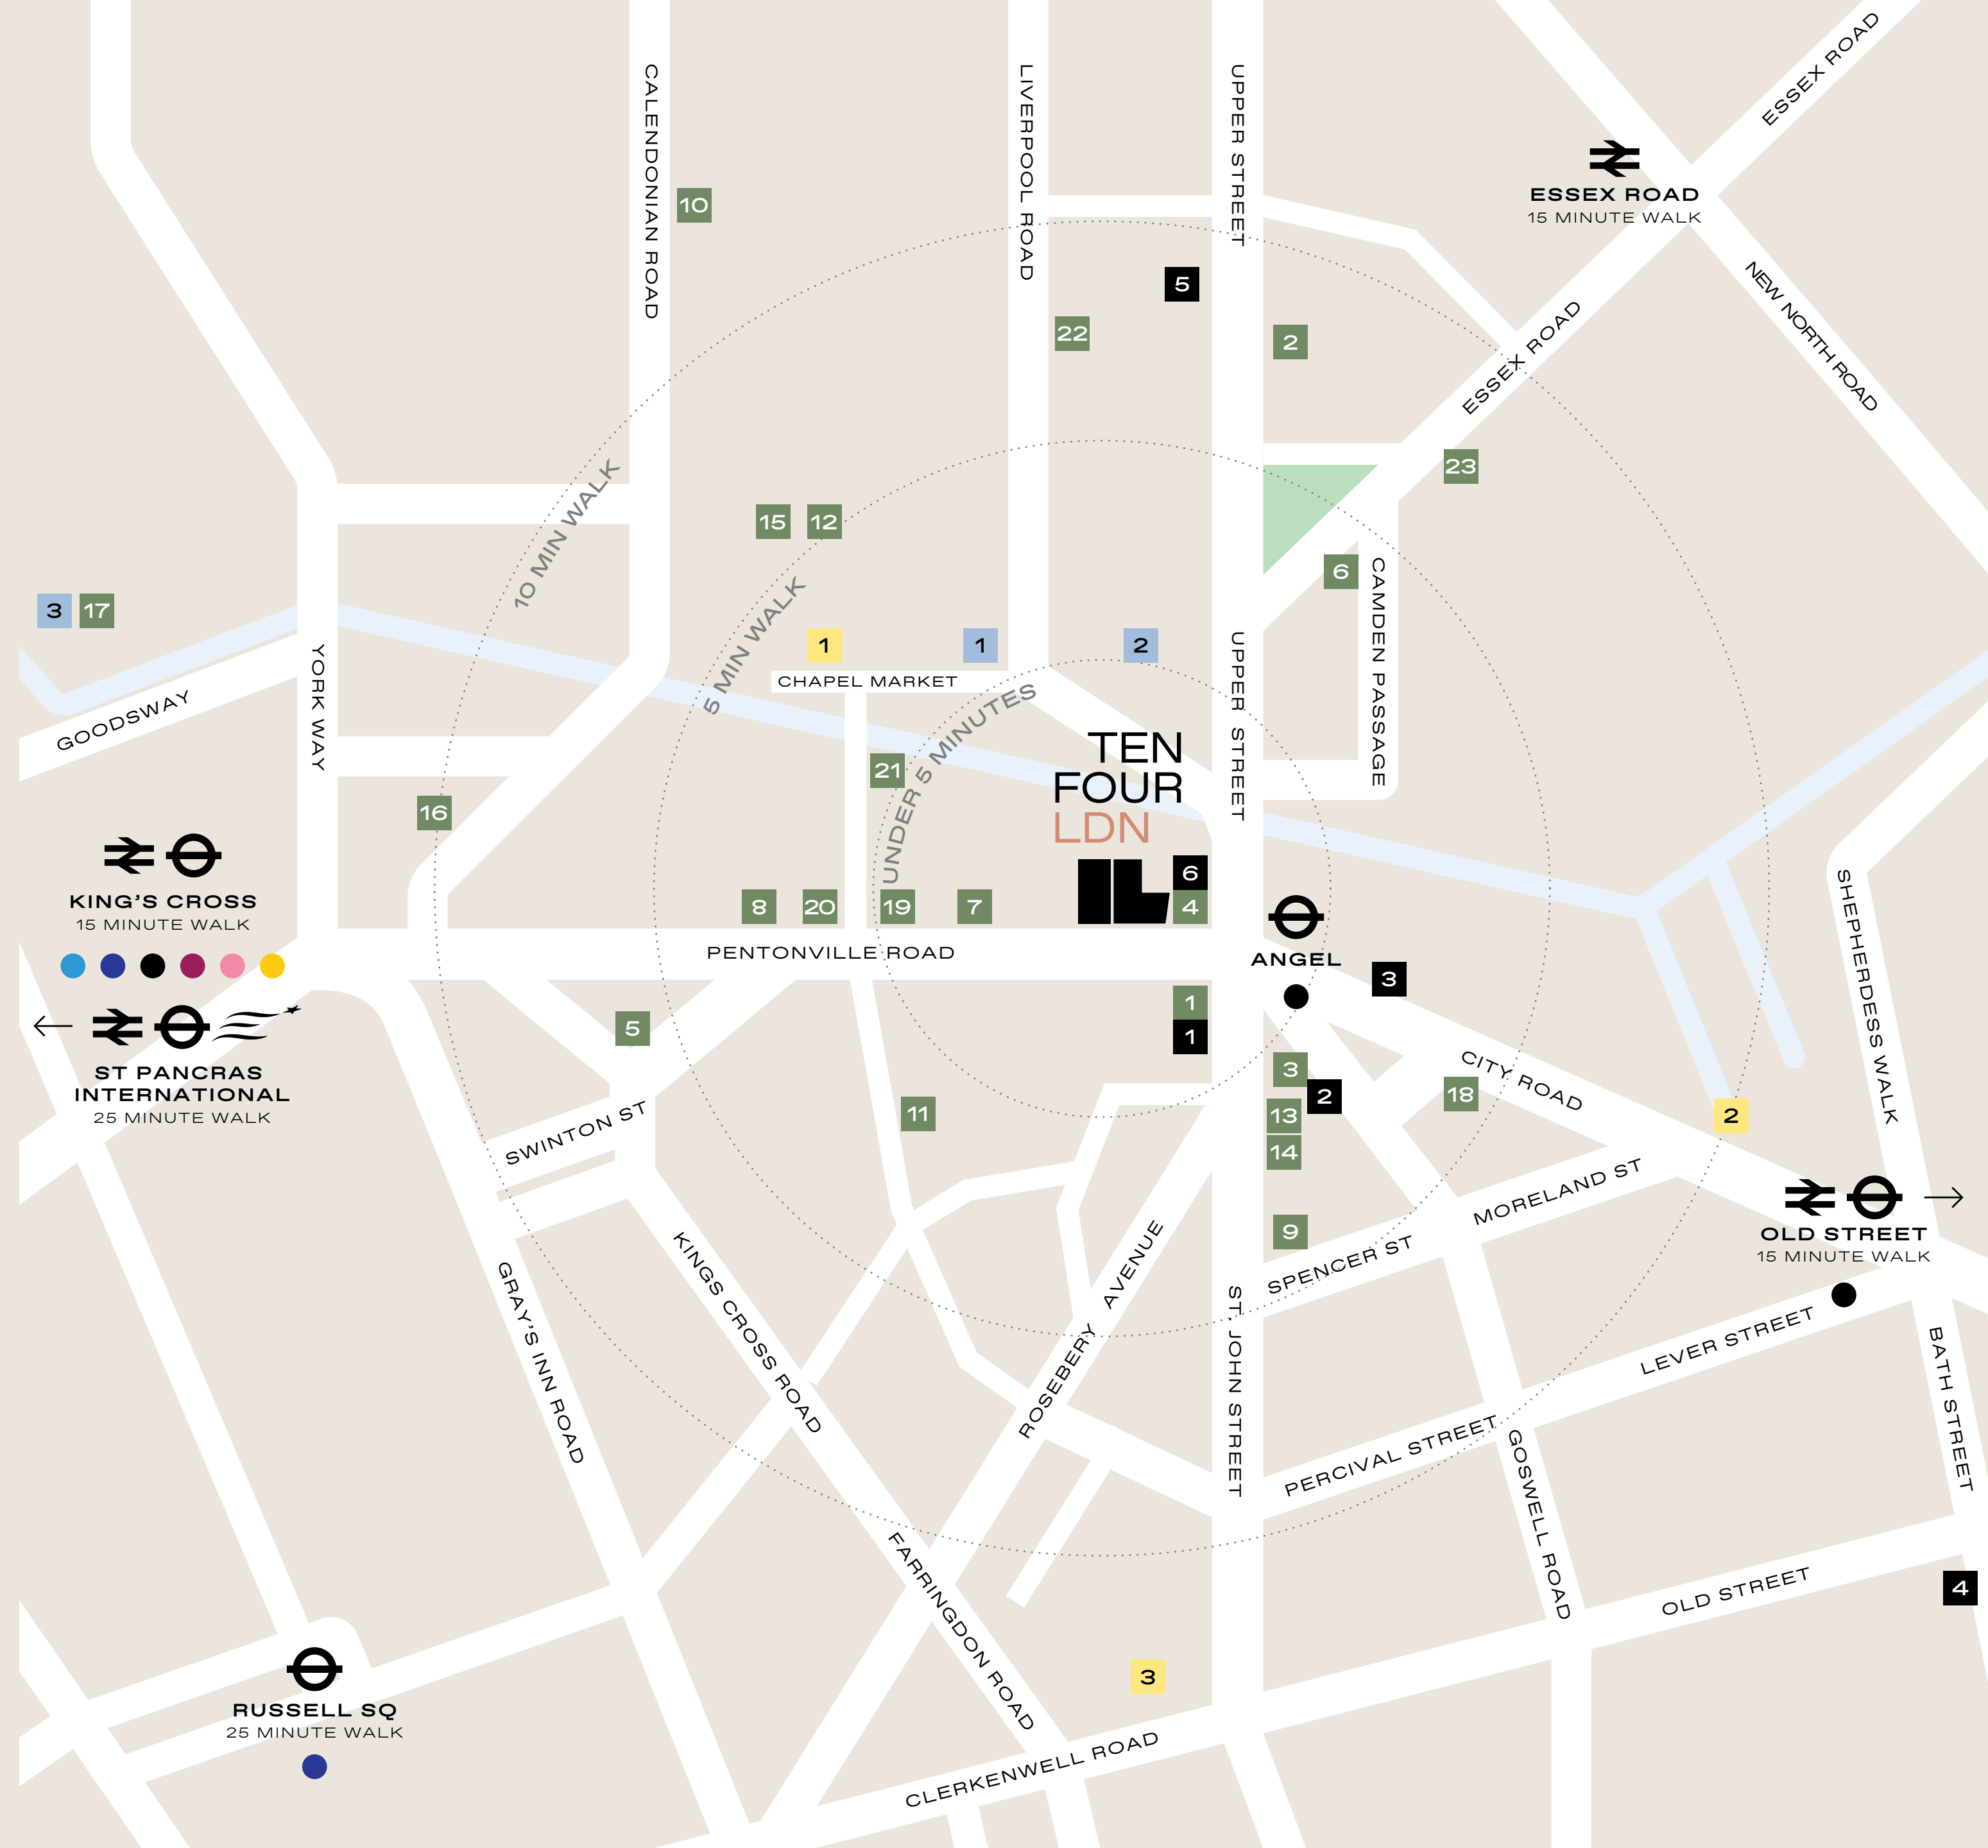 CALENDONIAN ROAD
LIVERPOOL ROAD
UPPER STREET
ESSEX ROAD
ESSEX ROAD
15 MINUTE WALK
10
5
22
2
ESSEX ROAD
NEW NORTH ROAD
23
10 MIN WALK
15
12
6
CAMDEN PASSAGE
3
17
5 MIN WALK
1
1
2
CHAPEL MARKET
UPPER STREET
GOODSWAY
YORK WAY
UNDER 5 MINUTES
TEN
FOUR
LDN
21
16
6
4
8
20
19
7
KING'S CROSS
15 MINUTE WALK
PENTONVILLE ROAD
ANGEL
3
SHEPHERDESS WALK
ST PANCRAS
INTERNATIONAL
25 MINUTE WALK
5
1
1
3
2
13
14
18
CITY ROAD
2
11
SWINTON ST
9
MORELAND ST
SPENCER ST
OLD STREET
15 MINUTE WALK
KINGS CROSS ROAD
GRAY'S INN ROAD
ROSEBERY AVENUE
ST. JOHN STREET
LEVER STREET
BATH STREET
PERCIVAL STREET
GOSWELL ROAD
FARRINGDON ROAD
OLD STREET
4
3
RUSSELL SQ
25 MINUTE WALK
CLERKENWELL ROAD